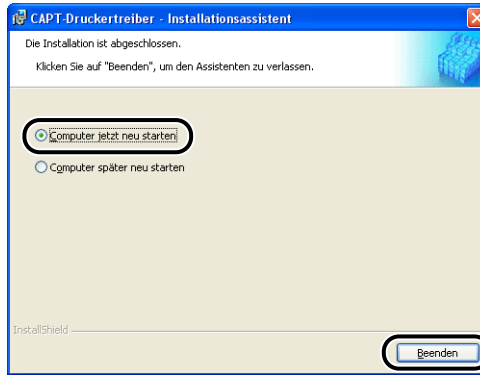 CAPT-Druckertreiber - Installationsassistent
Die Installation ist abgeschlossen.
Klicken Sie auf "Beenden", um den Assistenten zu verlassen.
Computer jetzt neu starten
Computer später neu starten
InstallShield
Beenden